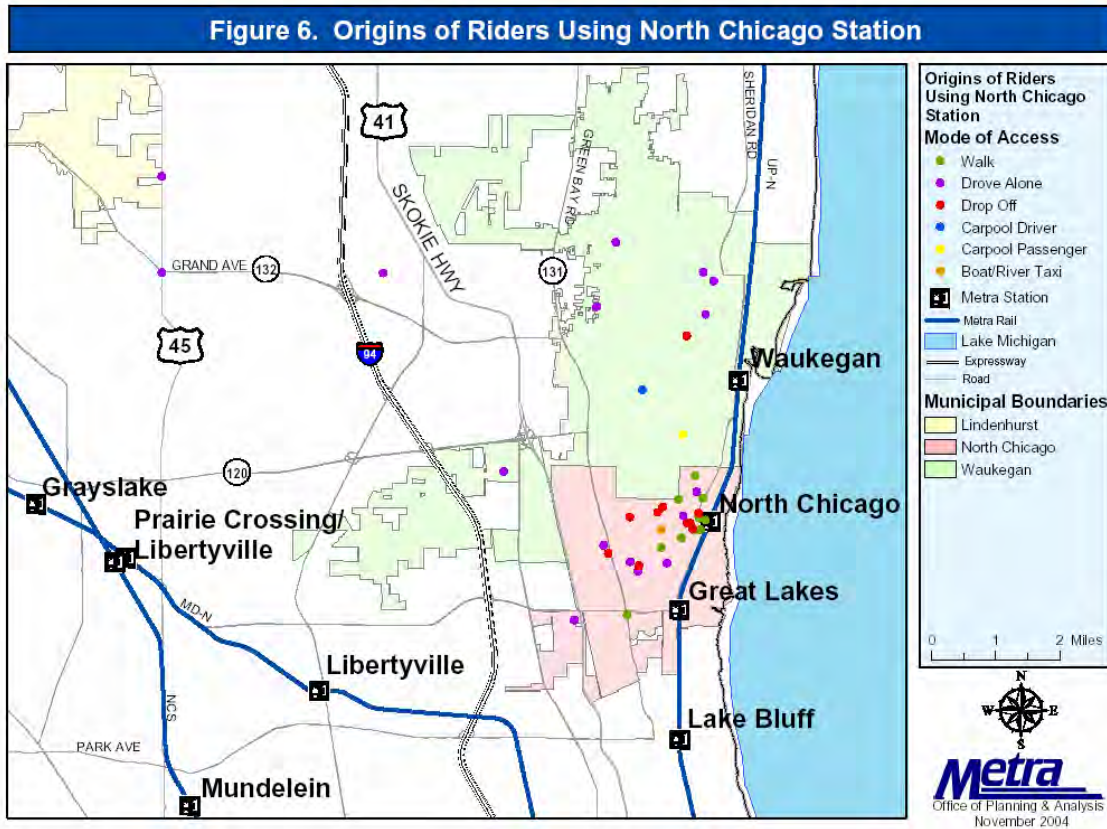 Figure 6. Origins of Riders Using North Chicago Station
41
SHERIDAN RD
UP-N
GREEN BAY RD
SKOKIE HWY
GRAND AVE
132
131
45
94
Waukegan
120
Grayslake
Prairie Crossing/
Libertyville
North Chicago
MD-N
Great Lakes
Libertyville
NCS
Lake Bluff
PARK AVE
Mundelein
Origins of Riders
Using North Chicago
Station
Mode of Access
Walk
Drove Alone
Drop Off
Carpool Driver
Carpool Passenger
Boat/River Taxi
Metra Station
Metra Rail
Lake Michigan
Expressway
Road
Municipal Boundaries
Lindenhurst
North Chicago
Waukegan
0 1 2 Miles
N
W E
S
Metra
Office of Planning & Analysis
November 2004